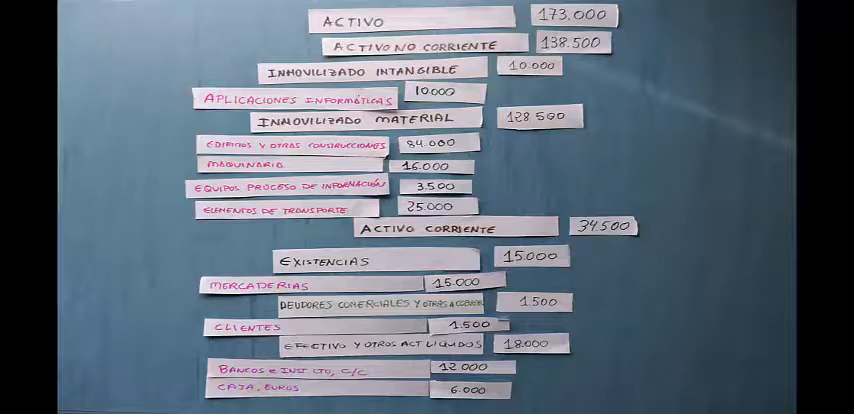 ACTIVO 173.000
ACTIVO NO CORRIENTE 138.500
INMOVILIZADO INTANGIBLE 10.000
APLICACIONES INFORMÁTICAS 10.000
INMOVILIZADO MATERIAL 128.500
EDIFICIOS Y OTRAS CONSTRUCCIONES 84.000
MAQUINARIA 16.000
EQUIPOS PROCESO DE INFORMACIÓN 3.500
ELEMENTOS DE TRANSPORTE 25.000
ACTIVO CORRIENTE 34.500
EXISTENCIAS 15.000
MERCADERIAS 15.000
DEUDORES COMERCIALES Y OTRAS A COBRAR 1.500
CLIENTES 1.500
EFECTIVO Y OTROS ACT LIQUIDOS 18.000
BANCOS e INST CTO, C/C 12.000
CAJA, EUROS 6.000